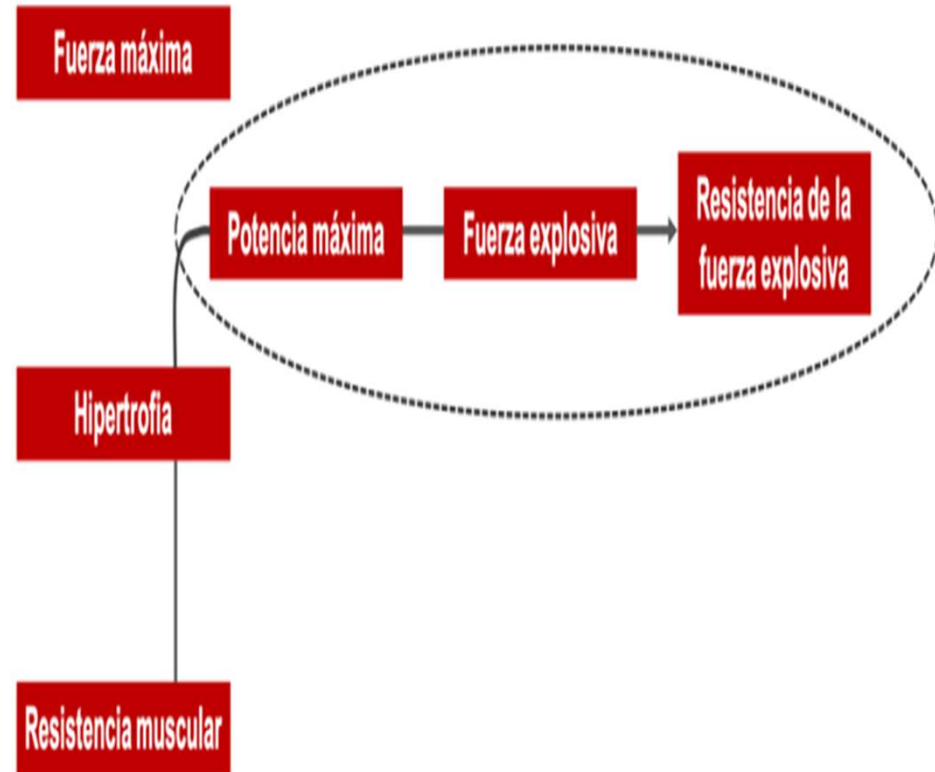 Fuerza máxima
Potencia máxima
Fuerza explosiva
Resistencia de la
fuerza explosiva
Hipertrofia
Resistencia muscular